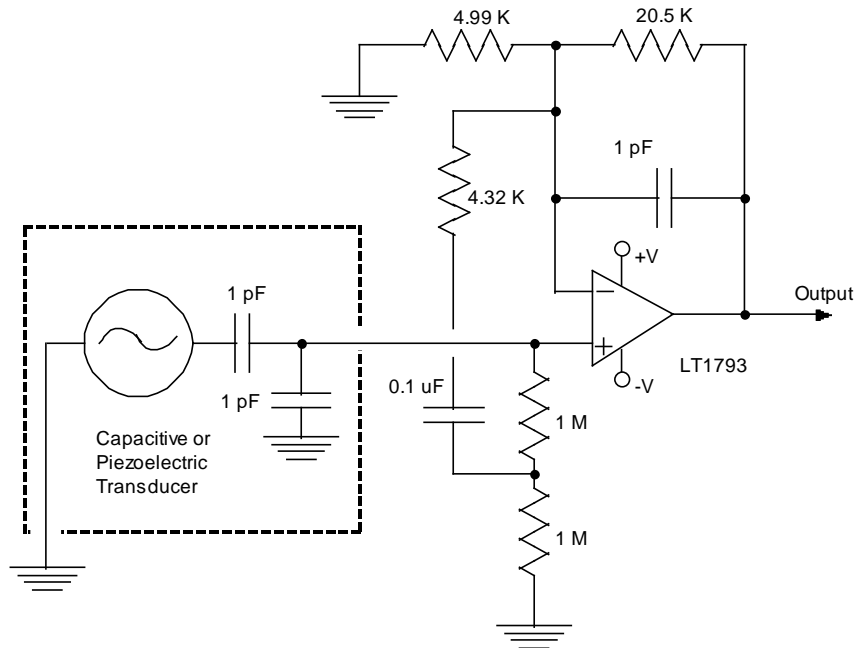 4.99 K
20.5 K
1 pF
4.32 K
+V
1 pF
Output
LT1793
-V
1 pF
0.1 uF
1 M
Capacitive or
Piezoelectric
Transducer
1 M